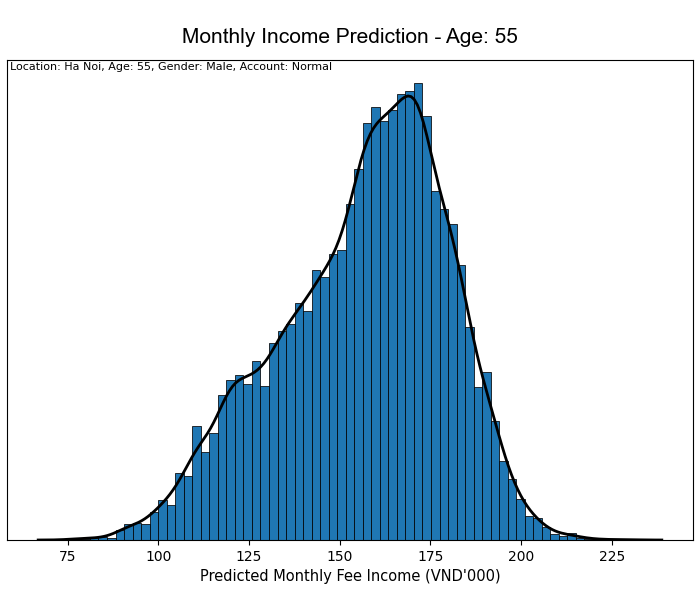 Monthly Income Prediction - Age: 55
Location: Ha Noi, Age: 55, Gender: Male, Account: Normal
75 100 125 150 175 200 225
Predicted Monthly Fee Income (VND'000)